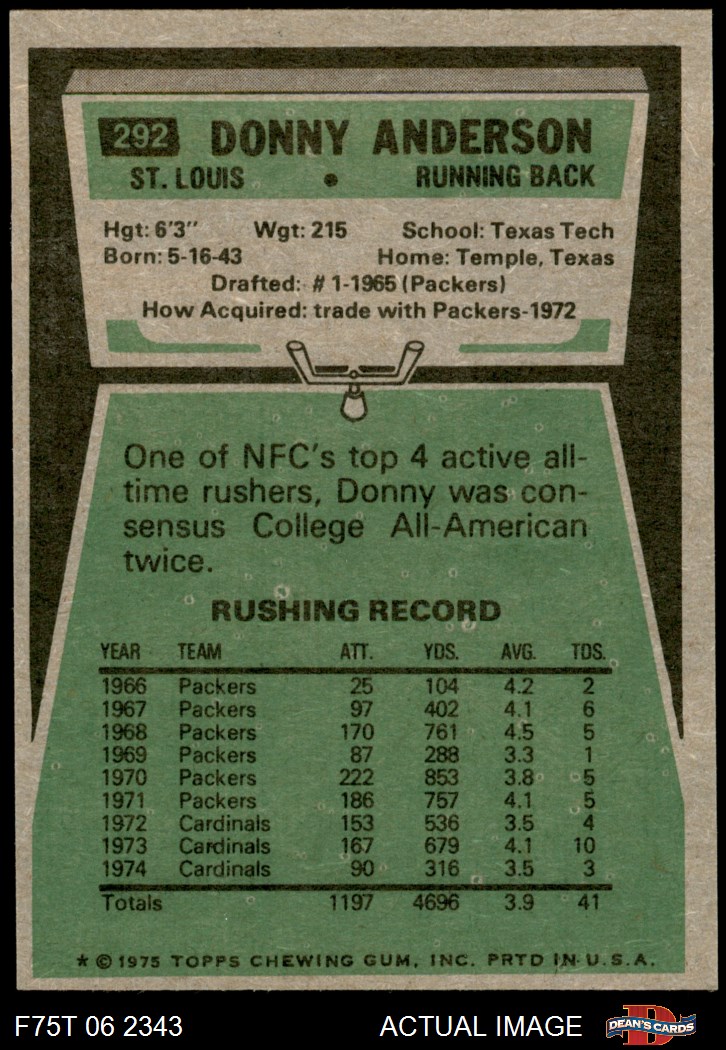 292 DONNY ANDERSON
ST. LOUIS • RUNNING BACK
Hgt: 6'3" Wgt: 215 School: Texas Tech
Born: 5-16-43 Home: Temple, Texas
Drafted: # 1-1965 (Packers)
How Acquired: trade with Packers-1972
One of NFC's top 4 active all-
time rushers, Donny was con-
sensus College All-American
twice.
RUSHING RECORD
YEAR TEAM ATT. YDS. AVG. TDS.
1966 Packers 25 104 4.2 2
1967 Packers 97 402 4.1 6
1968 Packers 170 761 4.5 5
1969 Packers 87 288 3.3 1
1970 Packers 222 853 3.8 5
1971 Packers 186 757 4.1 5
1972 Cardinals 153 536 3.5 4
1973 Cardinals 167 679 4.1 10
1974 Cardinals 90 316 3.5 3
Totals 1197 4696 3.9 41
* © 1975 TOPPS CHEWING GUM, INC. PRTD IN U.S.A.
F75T 06 2343 ACTUAL IMAGE D DEAN'S CARDS